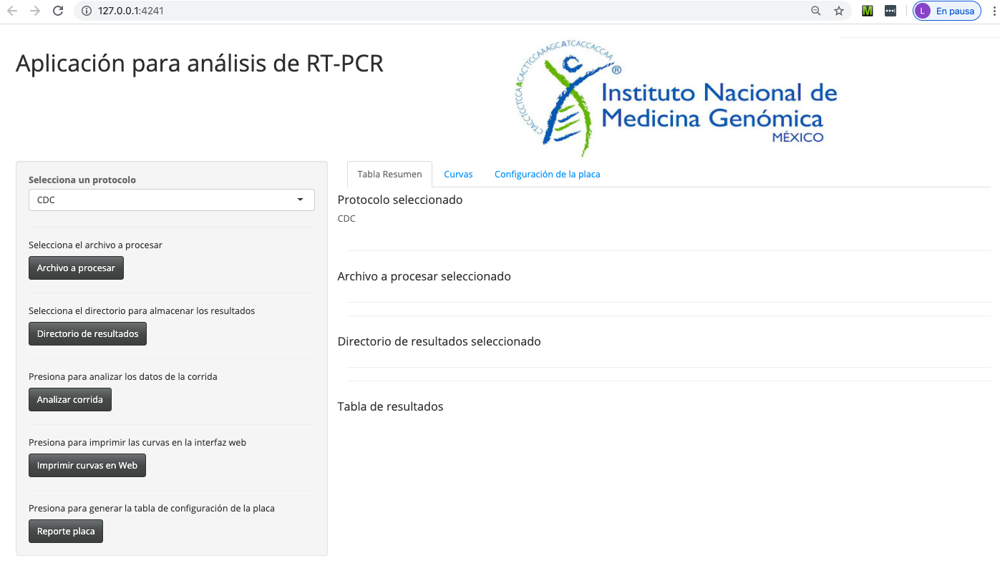 127.0.0.1:4241
M
L
En pausa
Aplicación para análisis de RT-PCR
Instituto Nacional de
Medicina Genómica
MÉXICO
®
Selecciona un protocolo
CDC
Selecciona el archivo a procesar
Archivo a procesar
Selecciona el directorio para almacenar los resultados
Directorio de resultados
Presiona para analizar los datos de la corrida
Analizar corrida
Presiona para imprimir las curvas en la interfaz web
Imprimir curvas en Web
Presiona para generar la tabla de configuración de la placa
Reporte placa
Tabla Resumen
Curvas
Configuración de la placa
Protocolo seleccionado
CDC
Archivo a procesar seleccionado
Directorio de resultados seleccionado
Tabla de resultados